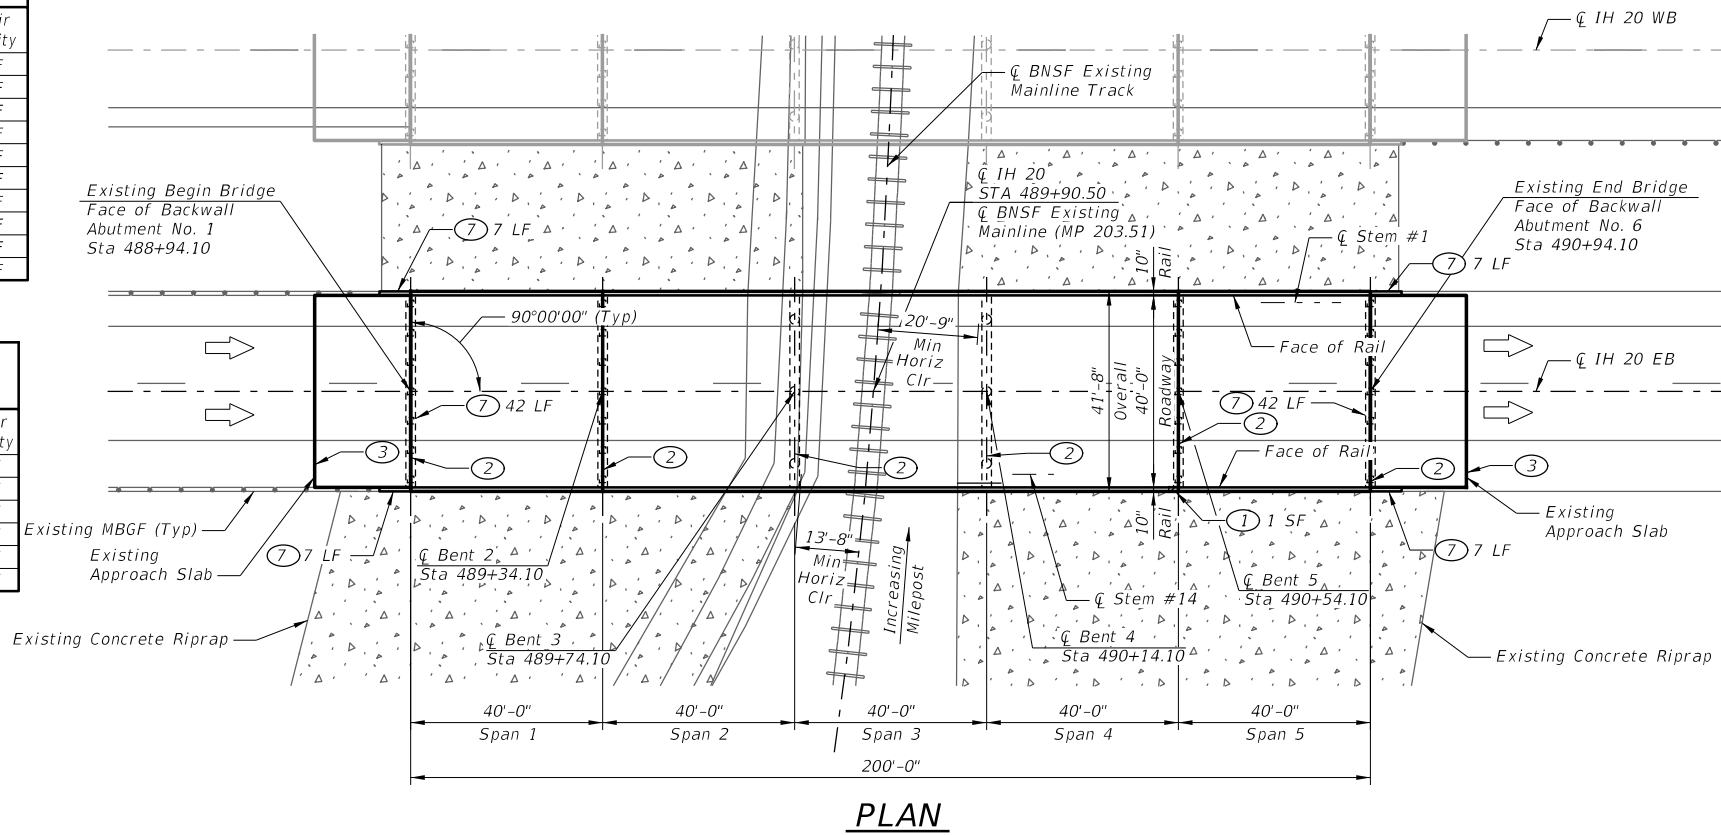 ir
ity
r
ty
℄ IH 20 WB
℄ BNSF Existing
Mainline Track
Existing Begin Bridge
Face of Backwall
Abutment No. 1
Sta 488+94.10
7 7 LF
℄ IH 20
STA 489+90.50
℄ BNSF Existing
Mainline (MP 203.51)
10"
Rail
℄ Stem #1
Existing End Bridge
Face of Backwall
Abutment No. 6
Sta 490+94.10
7 7 LF
90°00'00" (Typ)
20'-9"
Min
Horiz
Clr
Face of Rail
℄ IH 20 EB
41'-8"
Overall
40'-0"
Roadway
7 42 LF
7 42 LF
2
3
2
2
2
2
Face of Rail
2
3
Existing MBGF (Typ)
Existing
Approach Slab
7 7 LF
℄ Bent 2
Sta 489+34.10
13'-8"
Min
Horiz
Clr
Increasing
Milepost
10"
Rail
1 1 SF
Existing
Approach Slab
7 7 LF
℄ Stem #14
℄ Bent 5
Sta 490+54.10
Existing Concrete Riprap
℄ Bent 3
Sta 489+74.10
℄ Bent 4
Sta 490+14.10
Existing Concrete Riprap
40'-0"
40'-0"
40'-0"
40'-0"
40'-0"
Span 1
Span 2
Span 3
Span 4
Span 5
200'-0"
PLAN